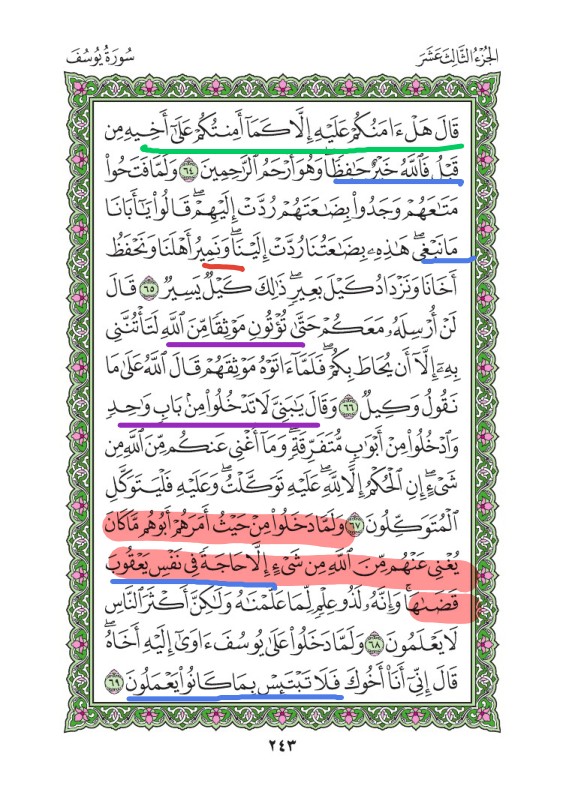 سُورَةُ يُوسُفَ
الجُزْءُ الثَّالِثَ عَشَرَ
قَالَ هَلْ ءَامَنُكُمْ عَلَيْهِ إِلَّا كَمَآ أَمِنتُكُمْ عَلَىٰٓ أَخِيهِ مِن
قَبْلُ فَٱللَّهُ خَيْرٌ حَٰفِظًاۖ وَهُوَ أَرْحَمُ ٱلرَّٰحِمِينَ ٦٤ وَلَمَّا فَتَحُوا۟
مَتَٰعَهُمْ وَجَدُوا۟ بِضَٰعَتَهُمْ رُدَّتْ إِلَيْهِمْۖ قَالُوا۟ يَٰٓأَبَانَا
مَا نَبْغِىۖ هَٰذِهِۦ بِضَٰعَتُنَا رُدَّتْ إِلَيْنَاۖ وَنَمِيرُ أَهْلَنَا وَنَحْفَظُ
أَخَانَا وَنَزْدَادُ كَيْلَ بَعِيرٍۖ ذَٰلِكَ كَيْلٌ يَسِيرٌ ٦٥ قَالَ
لَنْ أُرْسِلَهُۥ مَعَكُمْ حَتَّىٰ تُؤْتُونِ مَوْثِقًا مِّنَ ٱللَّهِ لَتَأْتُنَّنِى
بِهِۦٓ إِلَّآ أَن يُحَاطَ بِكُمْۖ فَلَمَّآ ءَاتَوْهُ مَوْثِقَهُمْ قَالَ ٱللَّهُ عَلَىٰ مَا
نَقُولُ وَكِيلٌ ٦٦ وَقَالَ يَٰبَنِىَّ لَا تَدْخُلُوا۟ مِنۢ بَابٍ وَٰحِدٍ
وَٱدْخُلُوا۟ مِنْ أَبْوَٰبٍ مُّتَفَرِّقَةٍۖ وَمَآ أُغْنِى عَنكُم مِّنَ ٱللَّهِ مِن
شَىْءٍۖ إِنِ ٱلْحُكْمُ إِلَّا لِلَّهِۖ عَلَيْهِ تَوَكَّلْتُۖ وَعَلَيْهِ فَلْيَتَوَكَّلِ
ٱلْمُتَوَكِّلُونَ ٦٧ وَلَمَّا دَخَلُوا۟ مِنْ حَيْثُ أَمَرَهُمْ أَبُوهُم مَّا كَانَ
يُغْنِى عَنْهُم مِّنَ ٱللَّهِ مِن شَىْءٍ إِلَّا حَاجَةً فِى نَفْسِ يَعْقُوبَ
قَضَىٰهَاۚ وَإِنَّهُۥ لَذُو عِلْمٍ لِّمَا عَلَّمْنَٰهُ وَلَٰكِنَّ أَكْثَرَ ٱلنَّاسِ
لَا يَعْلَمُونَ ٦٨ وَلَمَّا دَخَلُوا۟ عَلَىٰ يُوسُفَ ءَاوَىٰٓ إِلَيْهِ أَخَاهُۖ
قَالَ إِنِّىٓ أَنَا۠ أَخُوكَ فَلَا تَبْتَئِسْ بِمَا كَانُوا۟ يَعْمَلُونَ ٦٩
٢٤٣